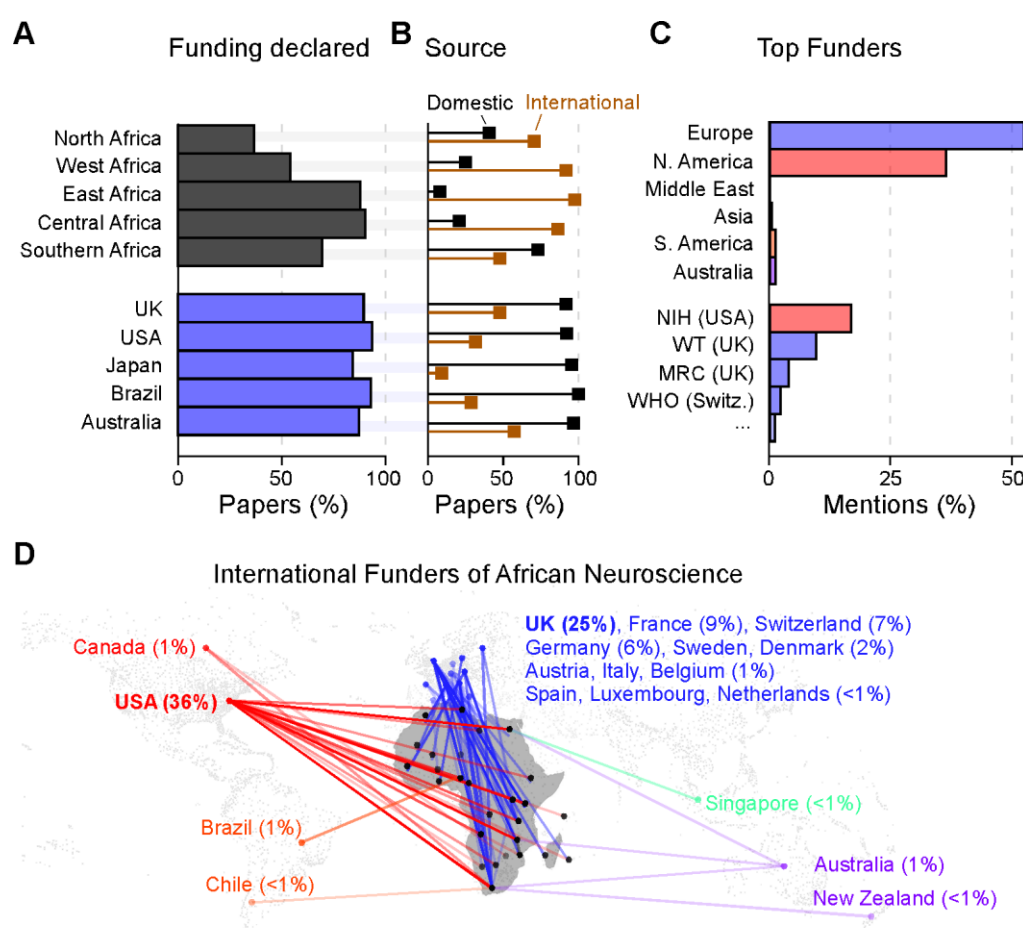 A
Funding declared
B
Source
C
Top Funders
Domestic
International
North Africa
West Africa
East Africa
Central Africa
Southern Africa
UK
USA
Japan
Brazil
Australia
0
50
100
Papers (%)
0
50
100
Papers (%)
Europe
N. America
Middle East
Asia
S. America
Australia
NIH (USA)
WT (UK)
MRC (UK)
WHO (Switz.)
...
0
25
50
Mentions (%)
D
International Funders of African Neuroscience
Canada (1%)
USA (36%)
UK (25%), France (9%), Switzerland (7%)
Germany (6%), Sweden, Denmark (2%)
Austria, Italy, Belgium (1%)
Spain, Luxembourg, Netherlands (<1%)
Singapore (<1%)
Brazil (1%)
Australia (1%)
Chile (<1%)
New Zealand (<1%)